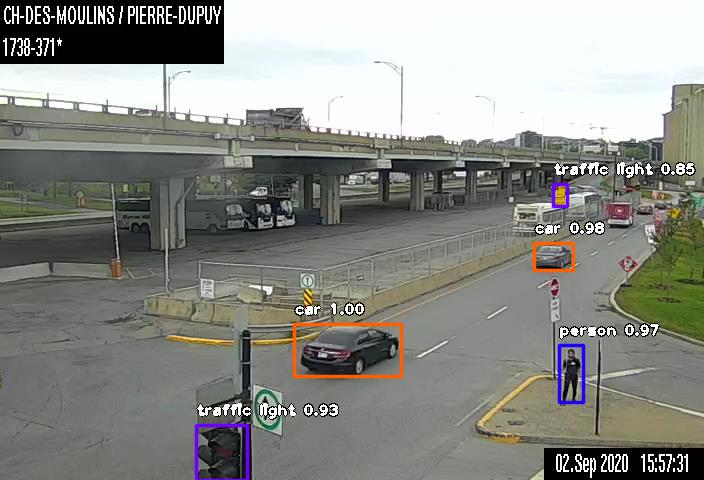 CH-DES-MOULINS / PIERRE-DUPUY
1738-371*
traffic light 0.85
car 0.98
car 1.00
person 0.97
traffic light 0.93
02.Sep 2020 15:57:31